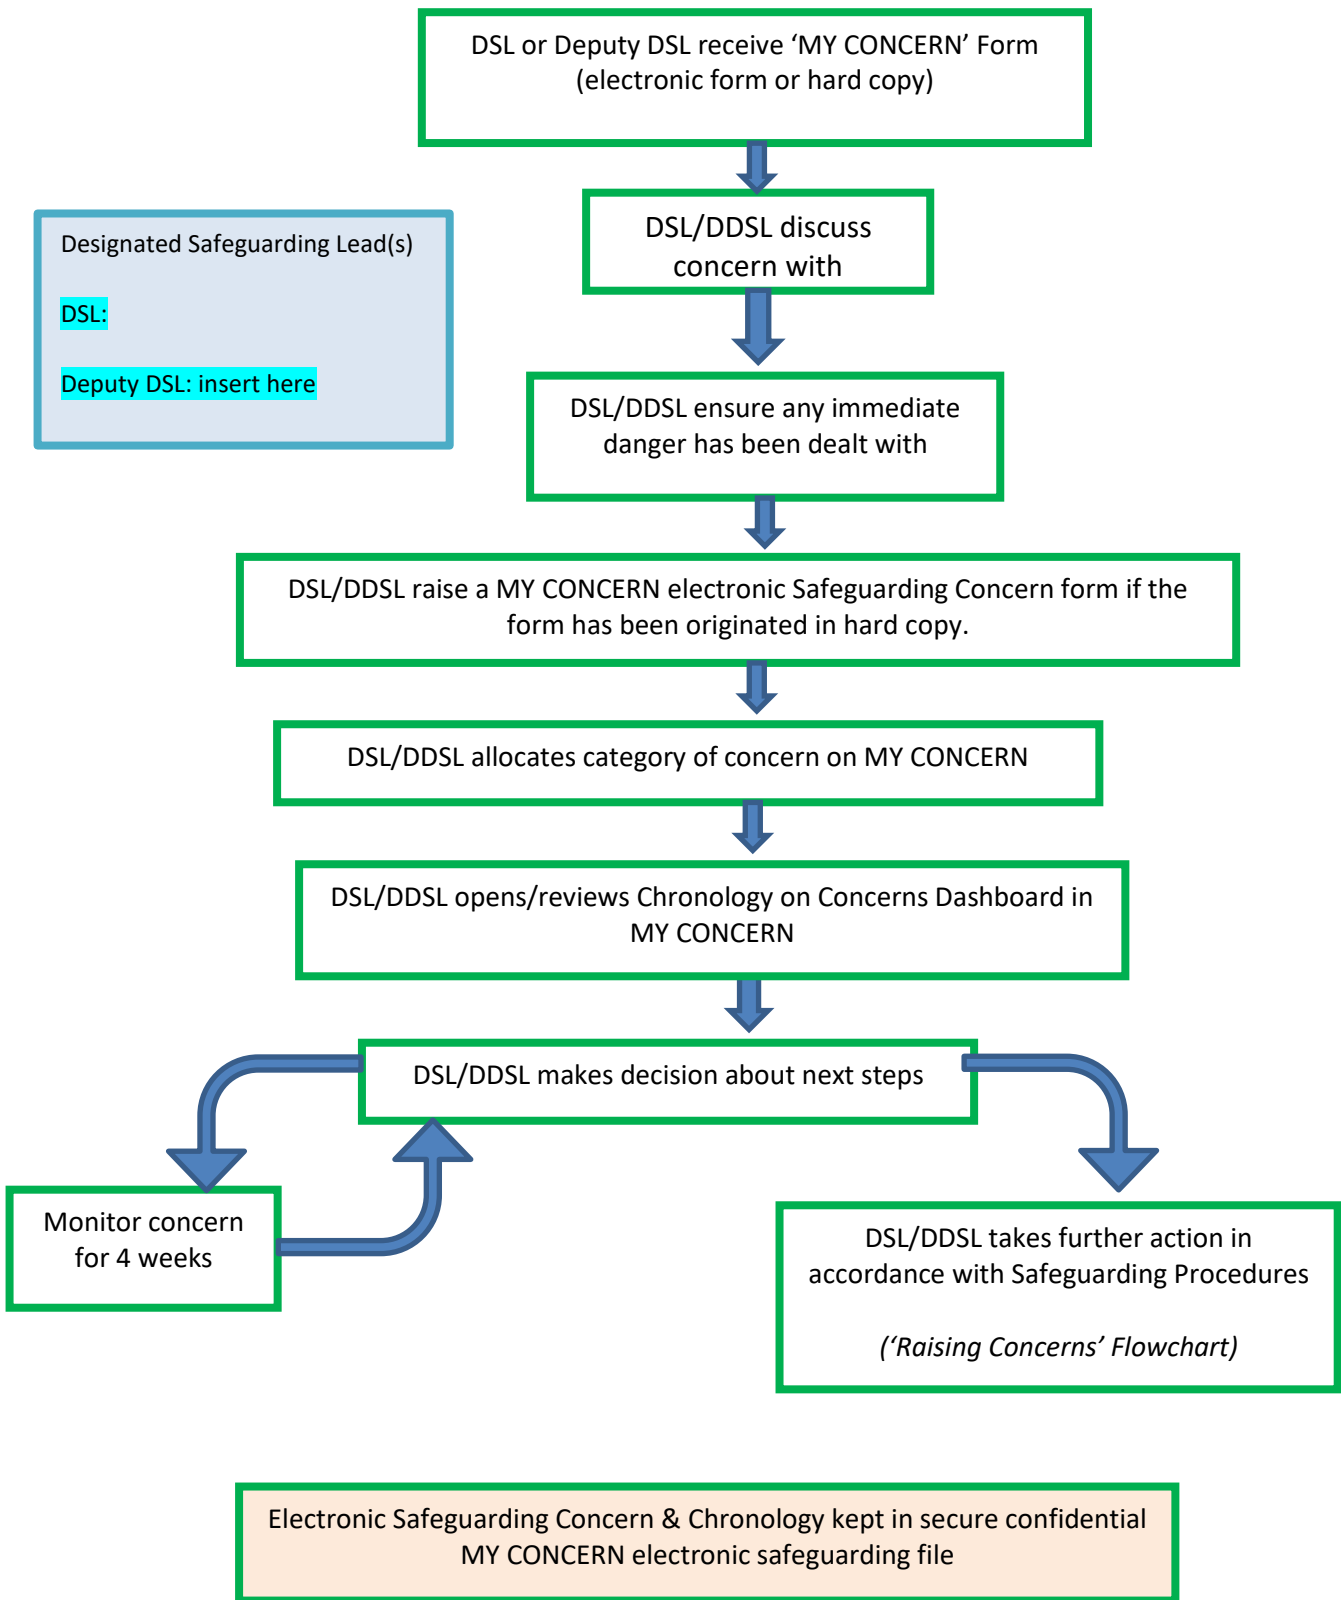 DSL or Deputy DSL receive ‘MY CONCERN’ Form
(electronic form or hard copy)
DSL/DDSL discuss
concern with
Designated Safeguarding Lead(s)
DSL:
Deputy DSL: insert here
DSL/DDSL ensure any immediate
danger has been dealt with
DSL/DDSL raise a MY CONCERN electronic Safeguarding Concern form if the
form has been originated in hard copy.
DSL/DDSL allocates category of concern on MY CONCERN
DSL/DDSL opens/reviews Chronology on Concerns Dashboard in
MY CONCERN
DSL/DDSL makes decision about next steps
Monitor concern
for 4 weeks
DSL/DDSL takes further action in
accordance with Safeguarding Procedures
(‘Raising Concerns’ Flowchart)
Electronic Safeguarding Concern & Chronology kept in secure confidential
MY CONCERN electronic safeguarding file